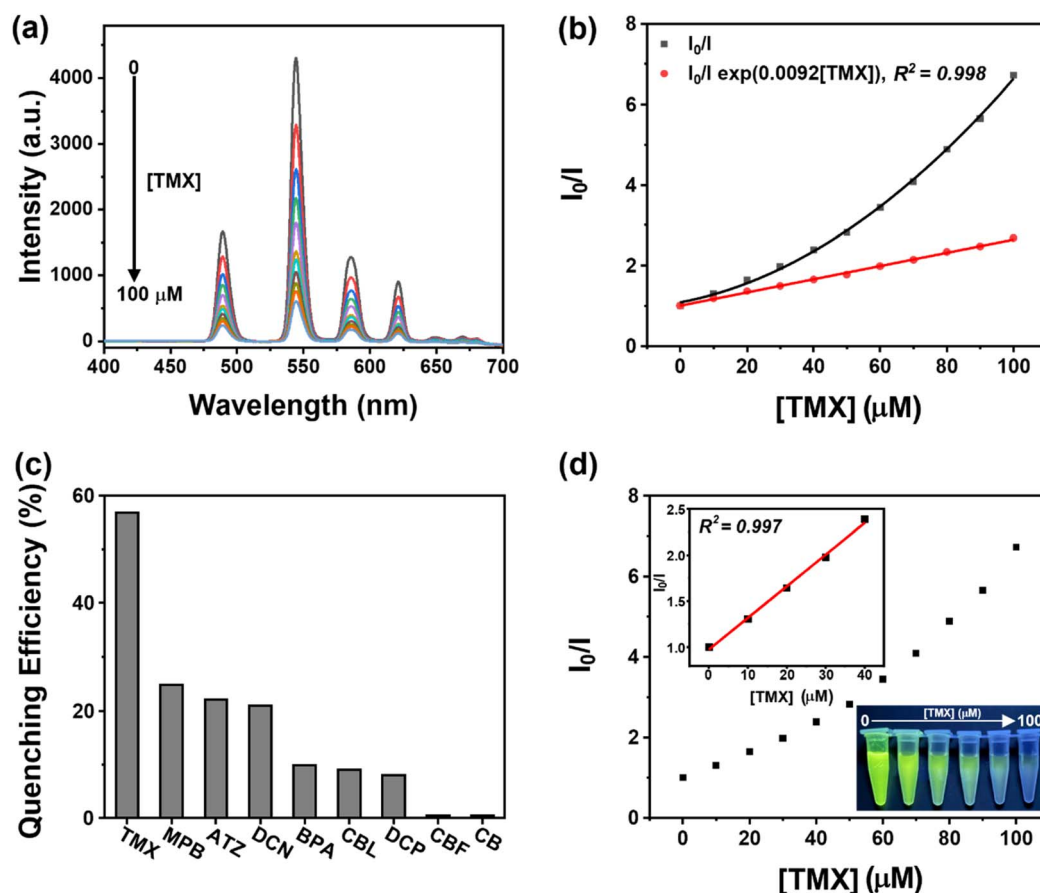 (a)
Intensity (a.u.)
4000
3000
2000
1000
0
0
[TMX]
100 μM
400 450 500 550 600 650 700
Wavelength (nm)
(b)
I₀/I
8
6
4
2
0
I₀/I
I₀/I exp(0.0092[TMX]), R² = 0.998
0 20 40 60 80 100
[TMX] (μM)
(c)
Quenching Efficiency (%)
60
40
20
0
TMX MPB ATZ DCN BPA CBL DCP CBF CB
(d)
I₀/I
8
6
4
2
0
R² = 0.997
I₀/I
2.5
2.0
1.5
1.0
0 10 20 30 40
[TMX] (μM)
[TMX] (μM)
0 100
0 20 40 60 80 100
[TMX] (μM)